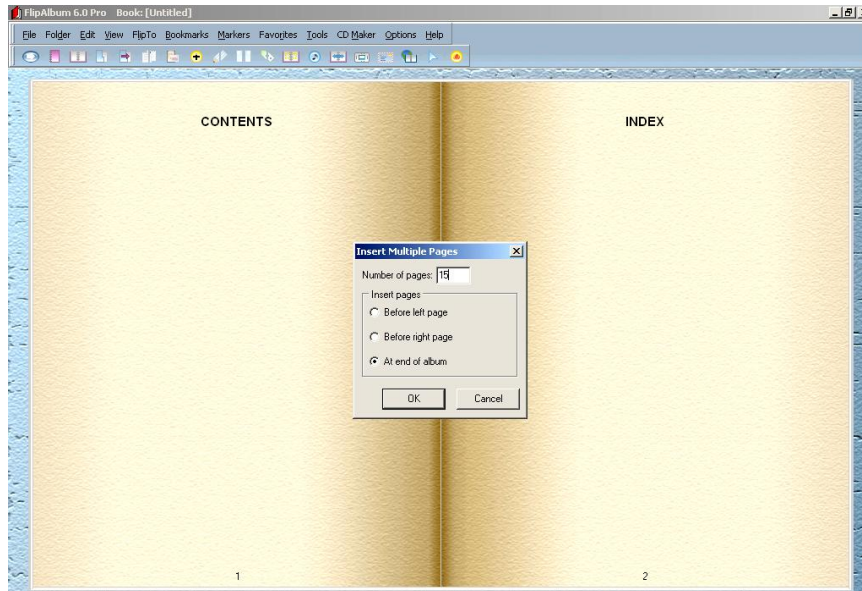 FlipAlbum 6.0 Pro Book: [Untitled]
File Folder Edit View FlipTo Bookmarks Markers Favorites Tools CD Maker Options Help
CONTENTS
INDEX
Insert Multiple Pages
Number of pages: 15
Insert pages
Before left page
Before right page
At end of album
OK Cancel
1
2